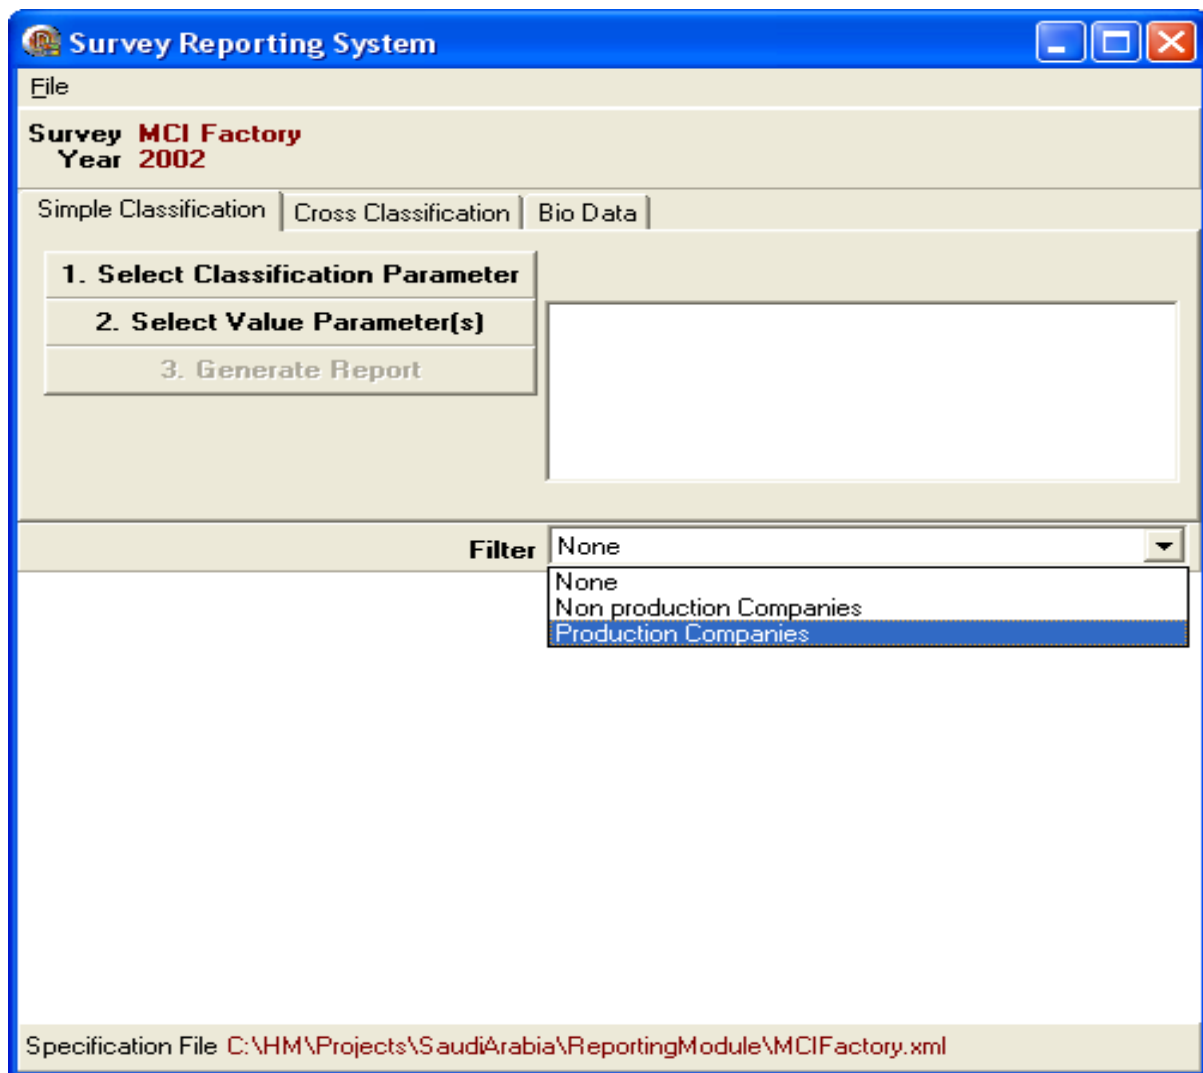 Survey Reporting System
File
Survey MCI Factory
Year 2002
Simple Classification Cross Classification Bio Data
1. Select Classification Parameter
2. Select Value Parameter(s)
3. Generate Report
Filter None
None
Non production Companies
Production Companies
Specification File C:\HM\Projects\SaudiArabia\ReportingModule\MCIFactory.xml